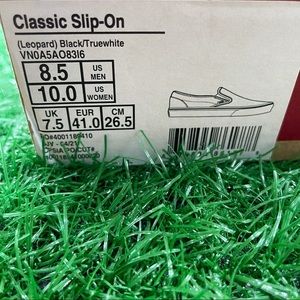 Classic Slip-On
(Leopard) Black/Truewhite
VN0A5AO83I6
8.5 US MEN
10.0 US WOMEN
UK EUR CM
7.5 41.0 26.5